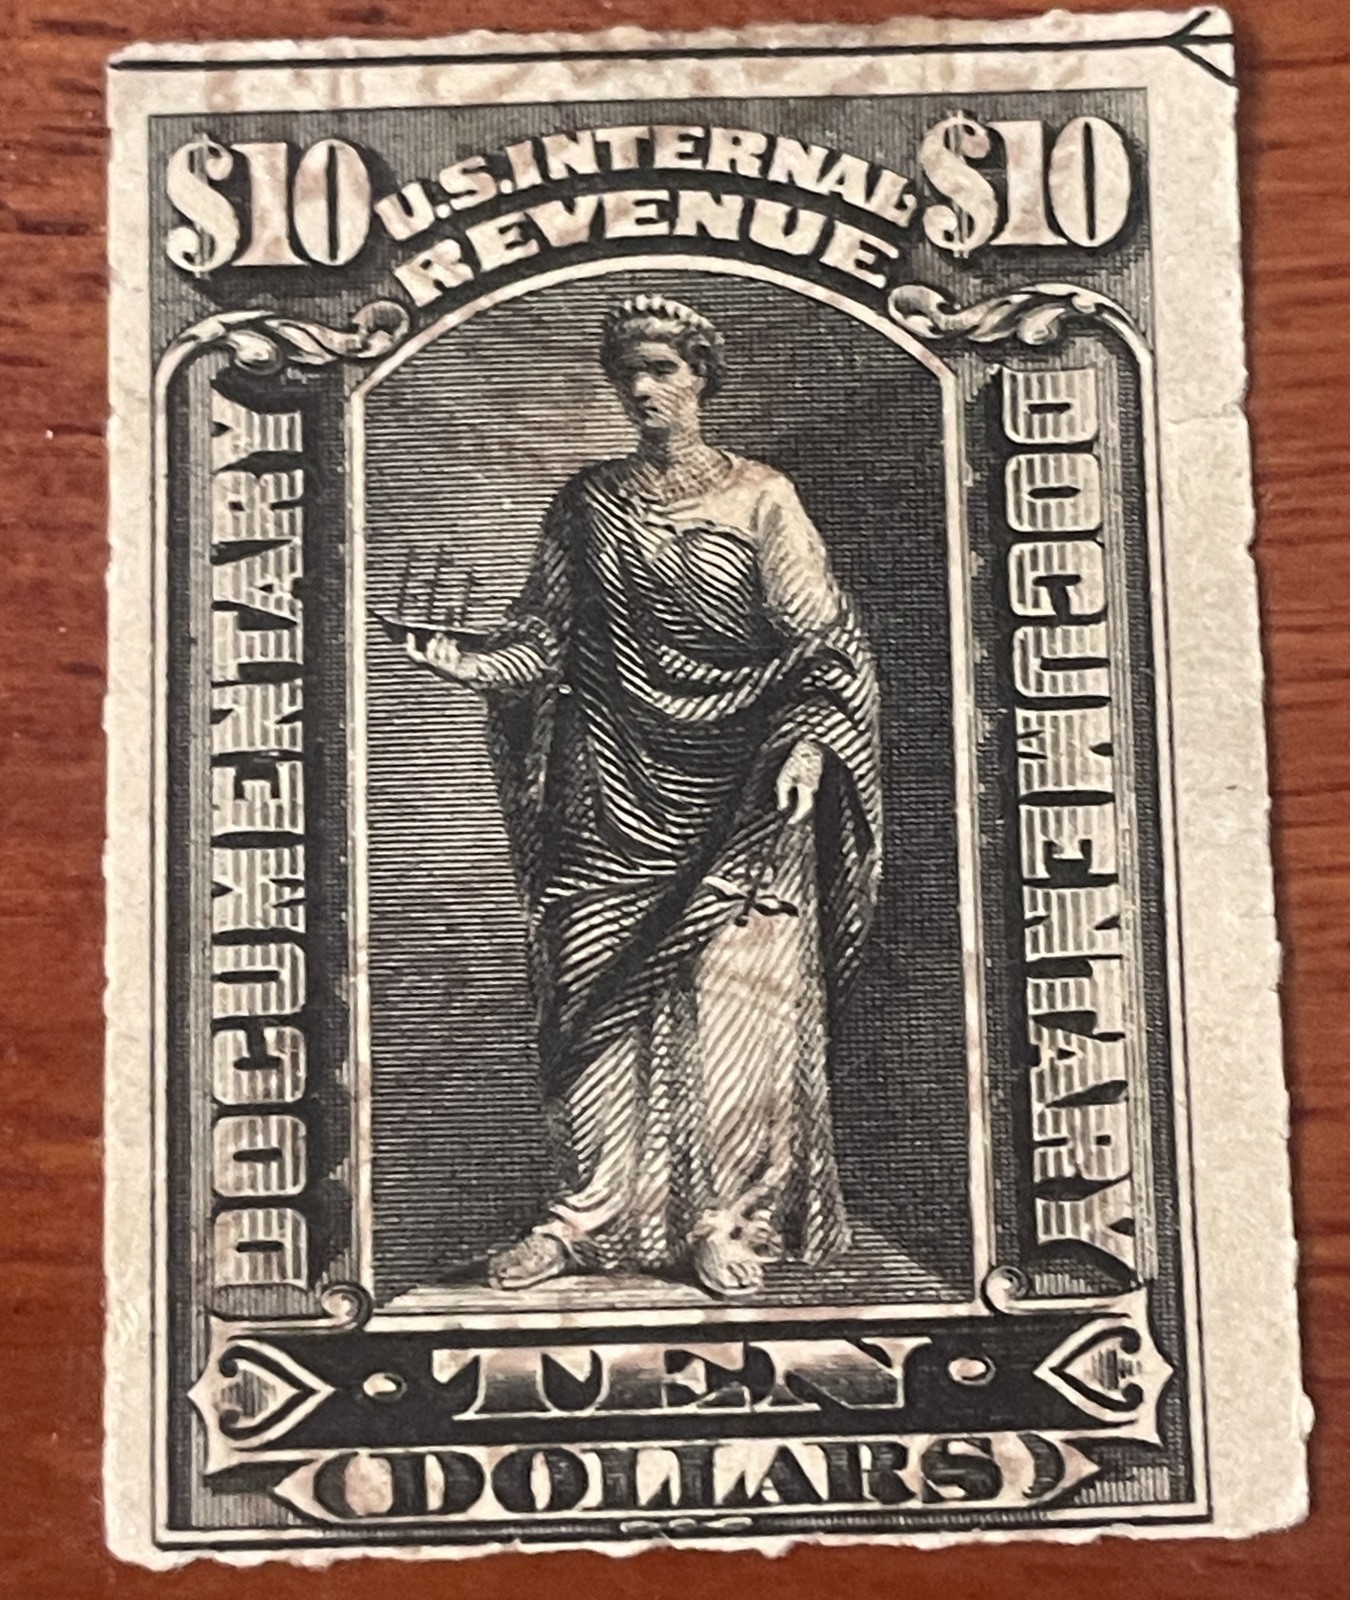 $10 U.S. INTERNAL $10
REVENUE
DOCUMENTARY
DOCUMENTARY
TEN
(DOLLARS)